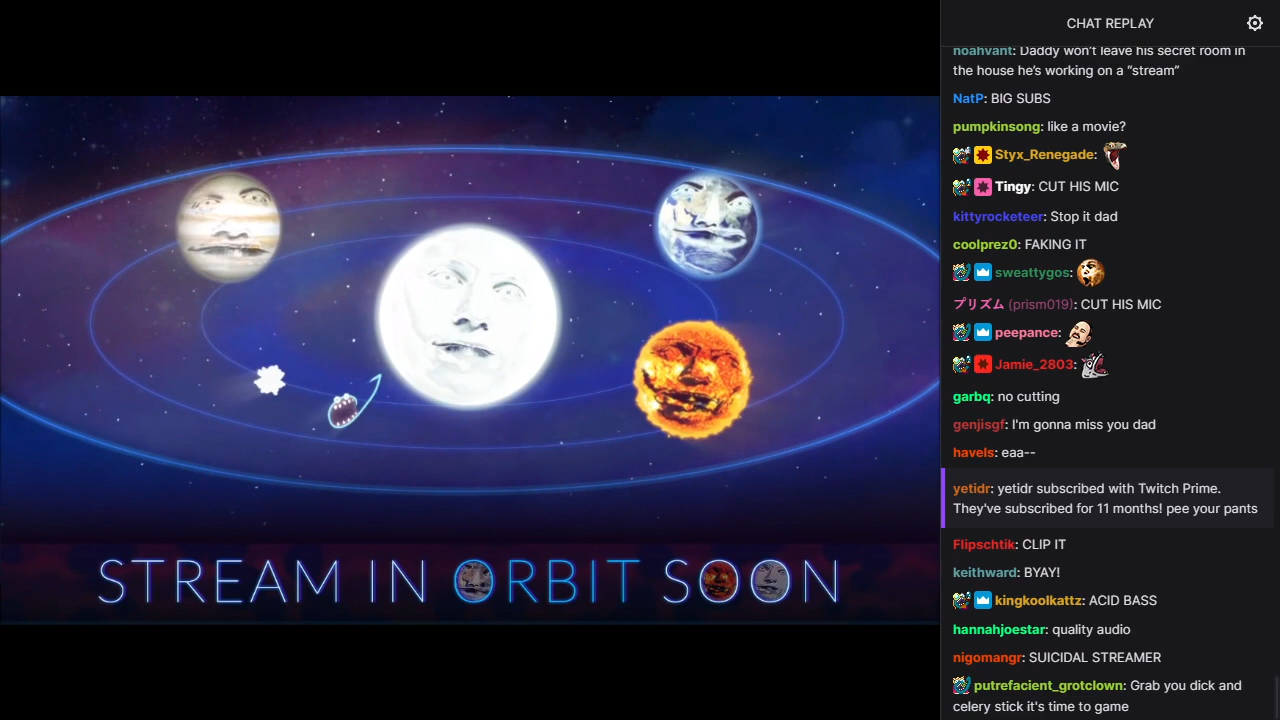 STREAM IN ORBIT SOON
CHAT REPLAY
noahvant: Daddy won't leave his secret room in
the house he's working on a “stream”
NatP: BIG SUBS
pumpkinsong: like a movie?
Styx_Renegade:
Tingy: CUT HIS MIC
kittyrocketeer: Stop it dad
coolprez0: FAKING IT
sweattygos:
プリズム (prism019): CUT HIS MIC
peepance:
Jamie_2803:
garbq: no cutting
genjisgf: I'm gonna miss you dad
havels: eaa--
yetidr: yetidr subscribed with Twitch Prime.
They've subscribed for 11 months! pee your pants
Flipschtik: CLIP IT
keithward: BYAY!
kingkoolkattz: ACID BASS
hannahjoestar: quality audio
nigomangr: SUICIDAL STREAMER
putrefacient_grotclown: Grab you dick and
celery stick it's time to game